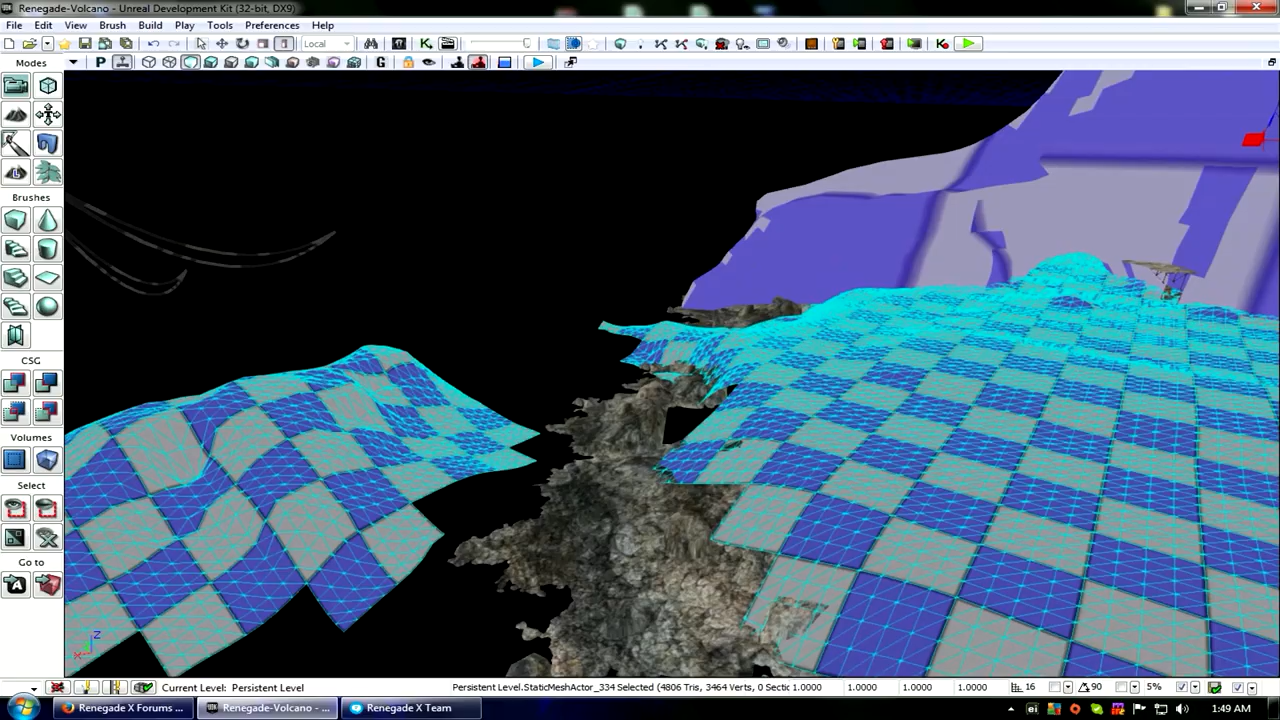 Renegade-Volcano - Unreal Development Kit (32-bit, DX9)
File Edit View Brush Build Play Tools Preferences Help
Local
Modes
P
G
Brushes
CSG
Volumes
Select
Go to
Z
X
Current Level: Persistent Level
Persistent Level.StaticMeshActor_334 Selected (4806 Tris, 3464 Verts, 0 Sectic 1.0000 1.0000 1.0000 1.0000 16 90 5%
Renegade X Forums ... Renegade-Volcano - ... Renegade X Team 1:49 AM